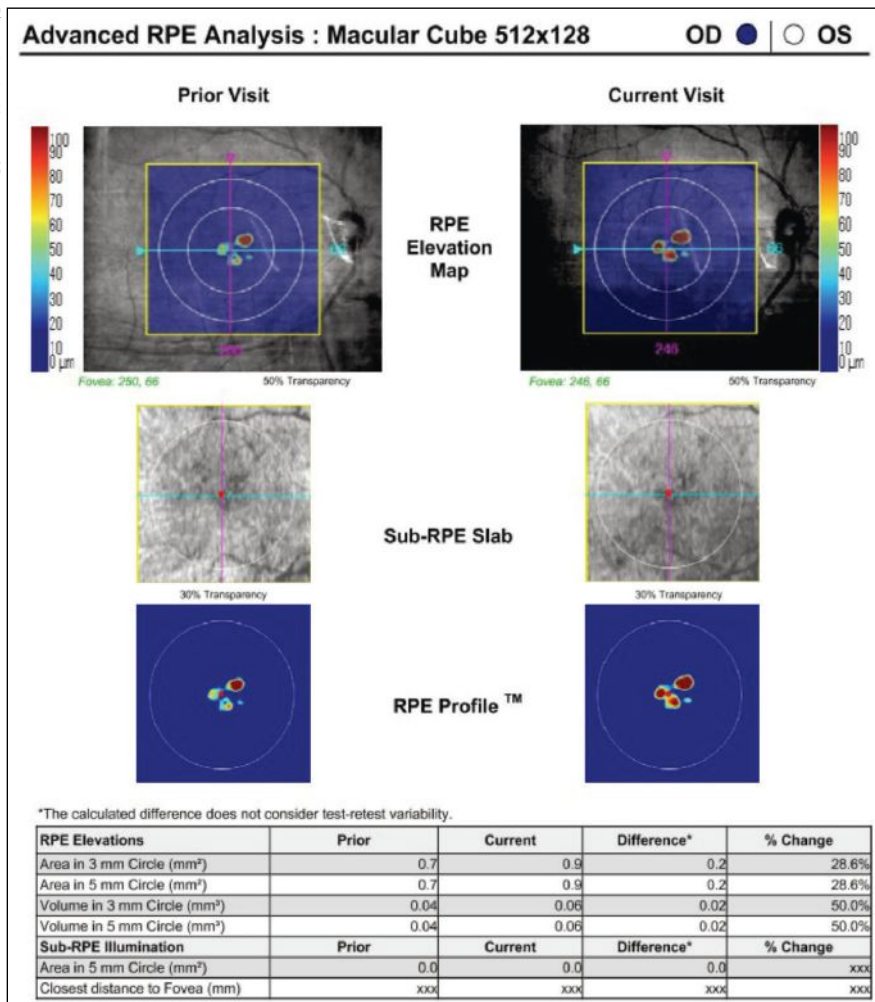 Advanced RPE Analysis : Macular Cube 512x128 OD OS
Prior Visit Current Visit
100
90
80
70
60
50
40
30
20
10
0 µm
66
RPE
Elevation
Map
66
246
100
90
80
70
60
50
40
30
20
10
0 µm
Fovea: 250, 66 50% Transparency Fovea: 246, 66 50% Transparency
Sub-RPE Slab
30% Transparency 30% Transparency
RPE Profile ™
*The calculated difference does not consider test-retest variability.
RPE Elevations Prior Current Difference* % Change
Area in 3 mm Circle (mm²) 0.7 0.9 0.2 28.6%
Area in 5 mm Circle (mm²) 0.7 0.9 0.2 28.6%
Volume in 3 mm Circle (mm³) 0.04 0.06 0.02 50.0%
Volume in 5 mm Circle (mm³) 0.04 0.06 0.02 50.0%
Sub-RPE Illumination Prior Current Difference* % Change
Area in 5 mm Circle (mm²) 0.0 0.0 0.0 xxx
Closest distance to Fovea (mm) xxx xxx xxx xxx